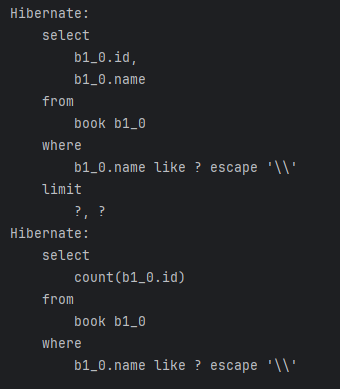 Hibernate:
    select
        b1_0.id,
        b1_0.name
    from
        book b1_0
    where
        b1_0.name like ? escape '\\'
    limit
        ?, ?
Hibernate:
    select
        count(b1_0.id)
    from
        book b1_0
    where
        b1_0.name like ? escape '\\'